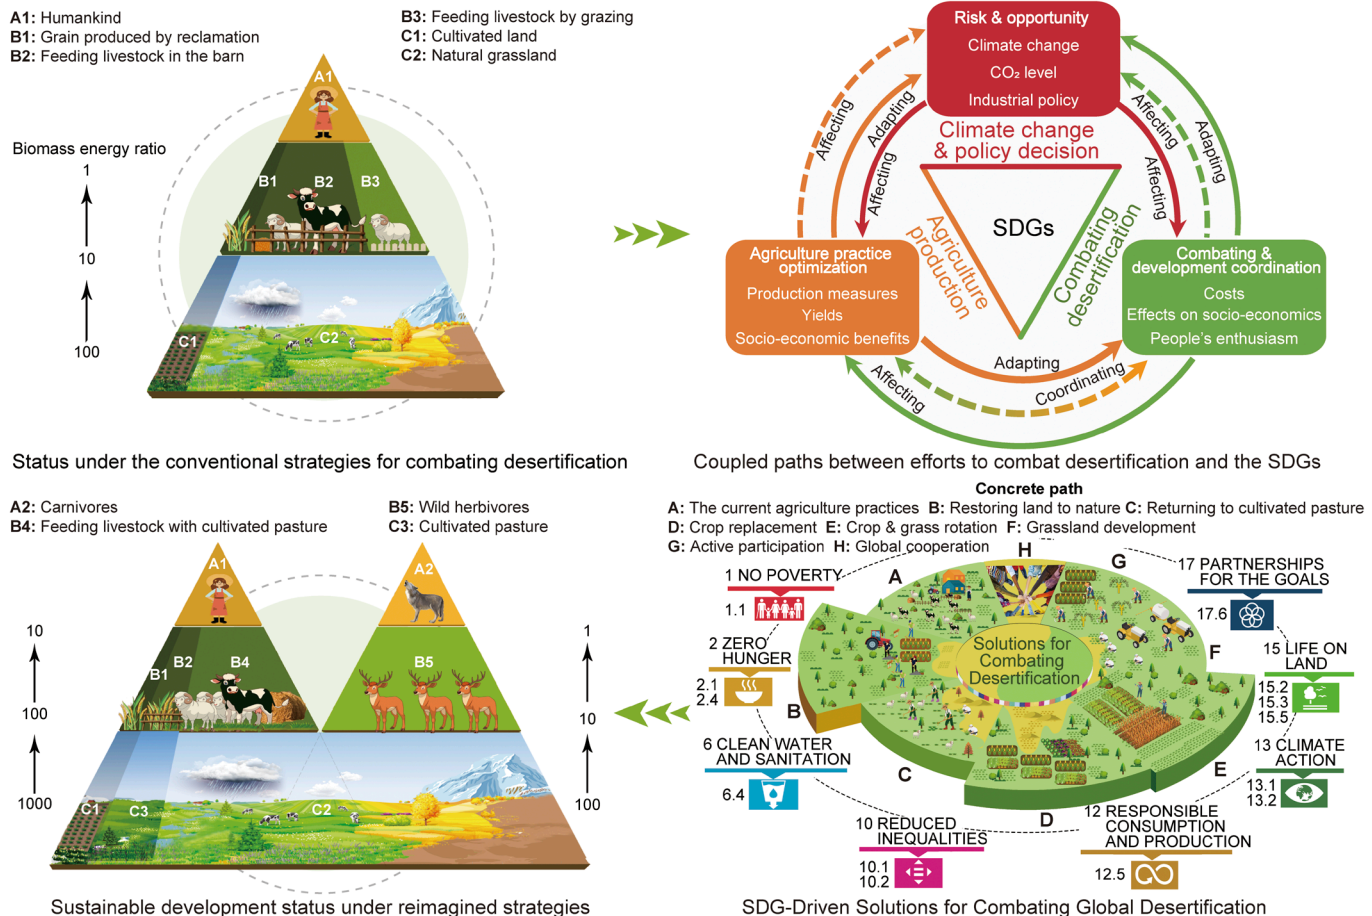 A1: Humankind
B1: Grain produced by reclamation
B2: Feeding livestock in the barn
B3: Feeding livestock by grazing
C1: Cultivated land
C2: Natural grassland
Biomass energy ratio
1
10
100
A1
B1
B2
B3
C1
C2
Status under the conventional strategies for combating desertification
Risk & opportunity
Climate change
CO₂ level
Industrial policy
Affecting
Adapting
Affecting
Affecting
Adapting
Affecting
Climate change
& policy decision
Agriculture
production
Combating
desertification
SDGs
Agriculture practice
optimization
Production measures
Yields
Socio-economic benefits
Combating &
development coordination
Costs
Effects on socio-economics
People's enthusiasm
Adapting
Coordinating
Affecting
Coupled paths between efforts to combat desertification and the SDGs
A2: Carnivores
B4: Feeding livestock with cultivated pasture
B5: Wild herbivores
C3: Cultivated pasture
10
100
1000
A1
B1
B2
B4
A2
B5
C1
C3
C2
1
10
100
Sustainable development status under reimagined strategies
Concrete path
A: The current agriculture practices B: Restoring land to nature C: Returning to cultivated pasture
D: Crop replacement E: Crop & grass rotation F: Grassland development
G: Active participation H: Global cooperation
A
B
C
D
E
F
G
H
Solutions for
Combating
Desertification
1 NO POVERTY
1.1
2 ZERO
HUNGER
2.1
2.4
6 CLEAN WATER
AND SANITATION
6.4
10 REDUCED
INEQUALITIES
10.1
10.2
12 RESPONSIBLE
CONSUMPTION
AND PRODUCTION
12.5
13 CLIMATE
ACTION
13.1
13.2
15 LIFE ON
LAND
15.2
15.3
15.5
17 PARTNERSHIPS
FOR THE GOALS
17.6
SDG-Driven Solutions for Combating Global Desertification